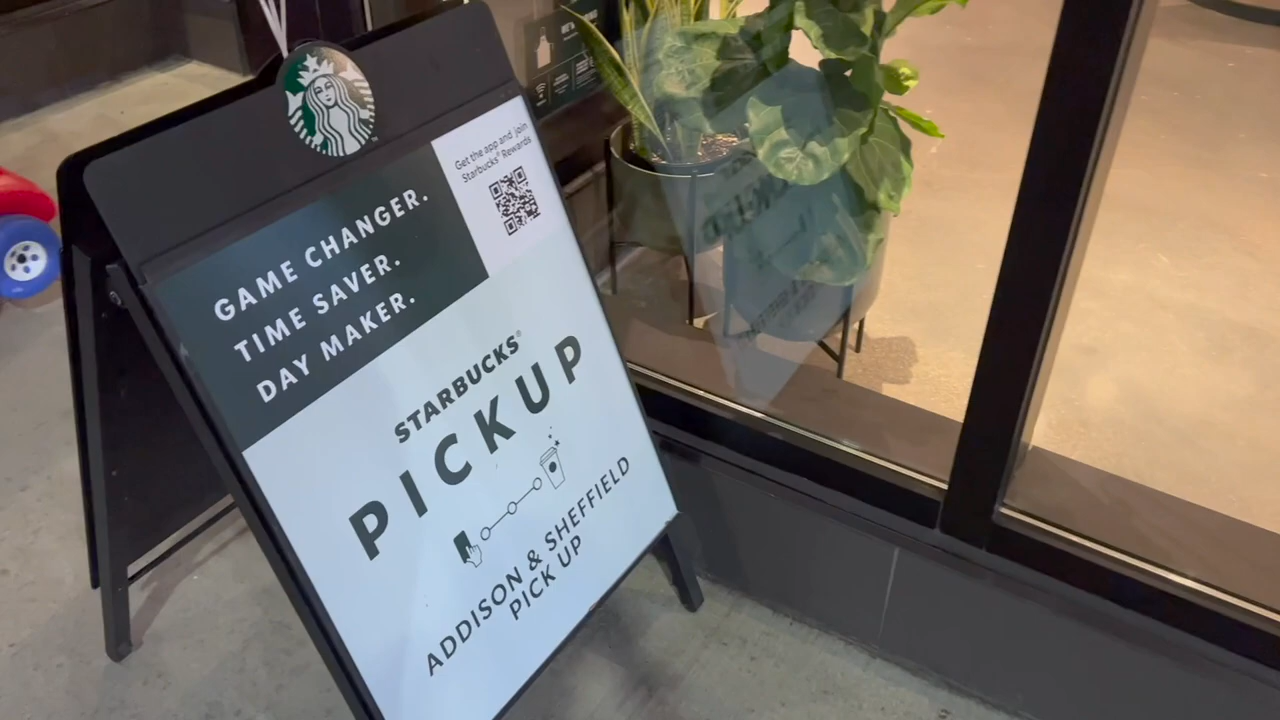 Get the app and join
Starbucks® Rewards
GAME CHANGER.
TIME SAVER.
DAY MAKER.
STARBUCKS®
PICKUP
ADDISON & SHEFFIELD
PICK UP